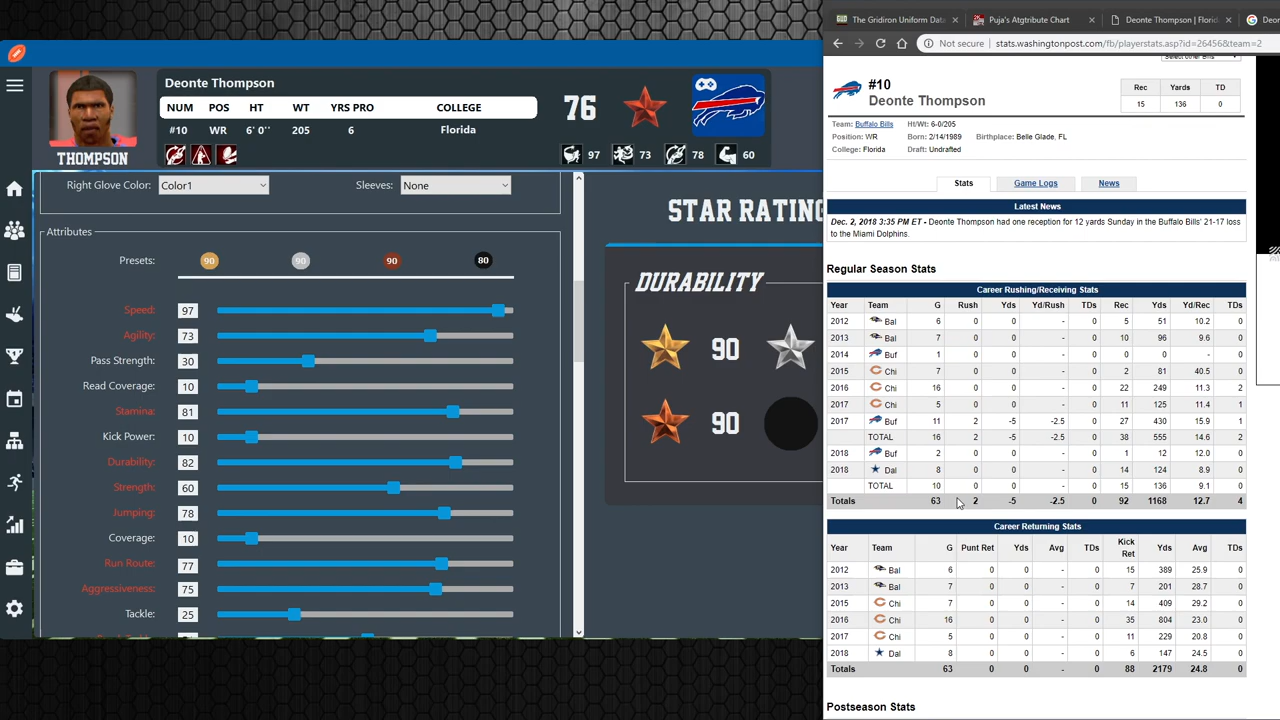 The Gridiron Uniform Dat
Puja's Atgtribute Chart
Deonte Thompson | Florid
Deor
Not secure
stats.washingtonpost.com/fb/playerstats.asp?id=26456&team=2
Deonte Thompson
NUM POS HT WT YRS PRO COLLEGE
#10 WR 6' 0'' 205 6 Florida
76
THOMPSON
97 73 78 60
Right Glove Color: Color1 Sleeves: None
Attributes
Presets: 90 90 90 80
Speed: 97
Agility: 73
Pass Strength: 30
Read Coverage: 10
Stamina: 81
Kick Power: 10
Durability: 82
Strength: 60
Jumping: 78
Coverage: 10
Run Route: 77
Aggressiveness: 75
Tackle: 25
STAR RATING
DURABILITY
90
90
Select other Bills
#10
Deonte Thompson
Rec Yards TD
15 136 0
Team: Buffalo Bills Ht/Wt: 6-0/205
Position: WR Born: 2/14/1989 Birthplace: Belle Glade, FL
College: Florida Draft: Undrafted
Stats Game Logs News
Latest News
Dec. 2, 2018 3:35 PM ET - Deonte Thompson had one reception for 12 yards Sunday in the Buffalo Bills' 21-17 loss
to the Miami Dolphins.
Regular Season Stats
Career Rushing/Receiving Stats
Year Team G Rush Yds Yd/Rush TDs Rec Yds Yd/Rec TDs
2012 Bal 6 0 0 - 0 5 51 10.2 0
2013 Bal 7 0 0 - 0 10 96 9.6 0
2014 Buf 1 0 0 - 0 0 0 - 0
2015 Chi 7 0 0 - 0 2 81 40.5 0
2016 Chi 16 0 0 - 0 22 249 11.3 2
2017 Chi 5 0 0 - 0 11 125 11.4 1
2017 Buf 11 2 -5 -2.5 0 27 430 15.9 1
TOTAL 16 2 -5 -2.5 0 38 555 14.6 2
2018 Buf 2 0 0 - 0 1 12 12.0 0
2018 Dal 8 0 0 - 0 14 124 8.9 0
TOTAL 10 0 0 - 0 15 136 9.1 0
Totals 63 2 -5 -2.5 0 92 1168 12.7 4
Career Returning Stats
Year Team G Punt Ret Yds Avg TDs Kick Ret Yds Avg TDs
2012 Bal 6 0 0 - 0 15 389 25.9 0
2013 Bal 7 0 0 - 0 7 201 28.7 0
2015 Chi 7 0 0 - 0 14 409 29.2 0
2016 Chi 16 0 0 - 0 35 804 23.0 0
2017 Chi 5 0 0 - 0 11 229 20.8 0
2018 Dal 8 0 0 - 0 6 147 24.5 0
Totals 63 0 0 - 0 88 2179 24.8 0
Postseason Stats